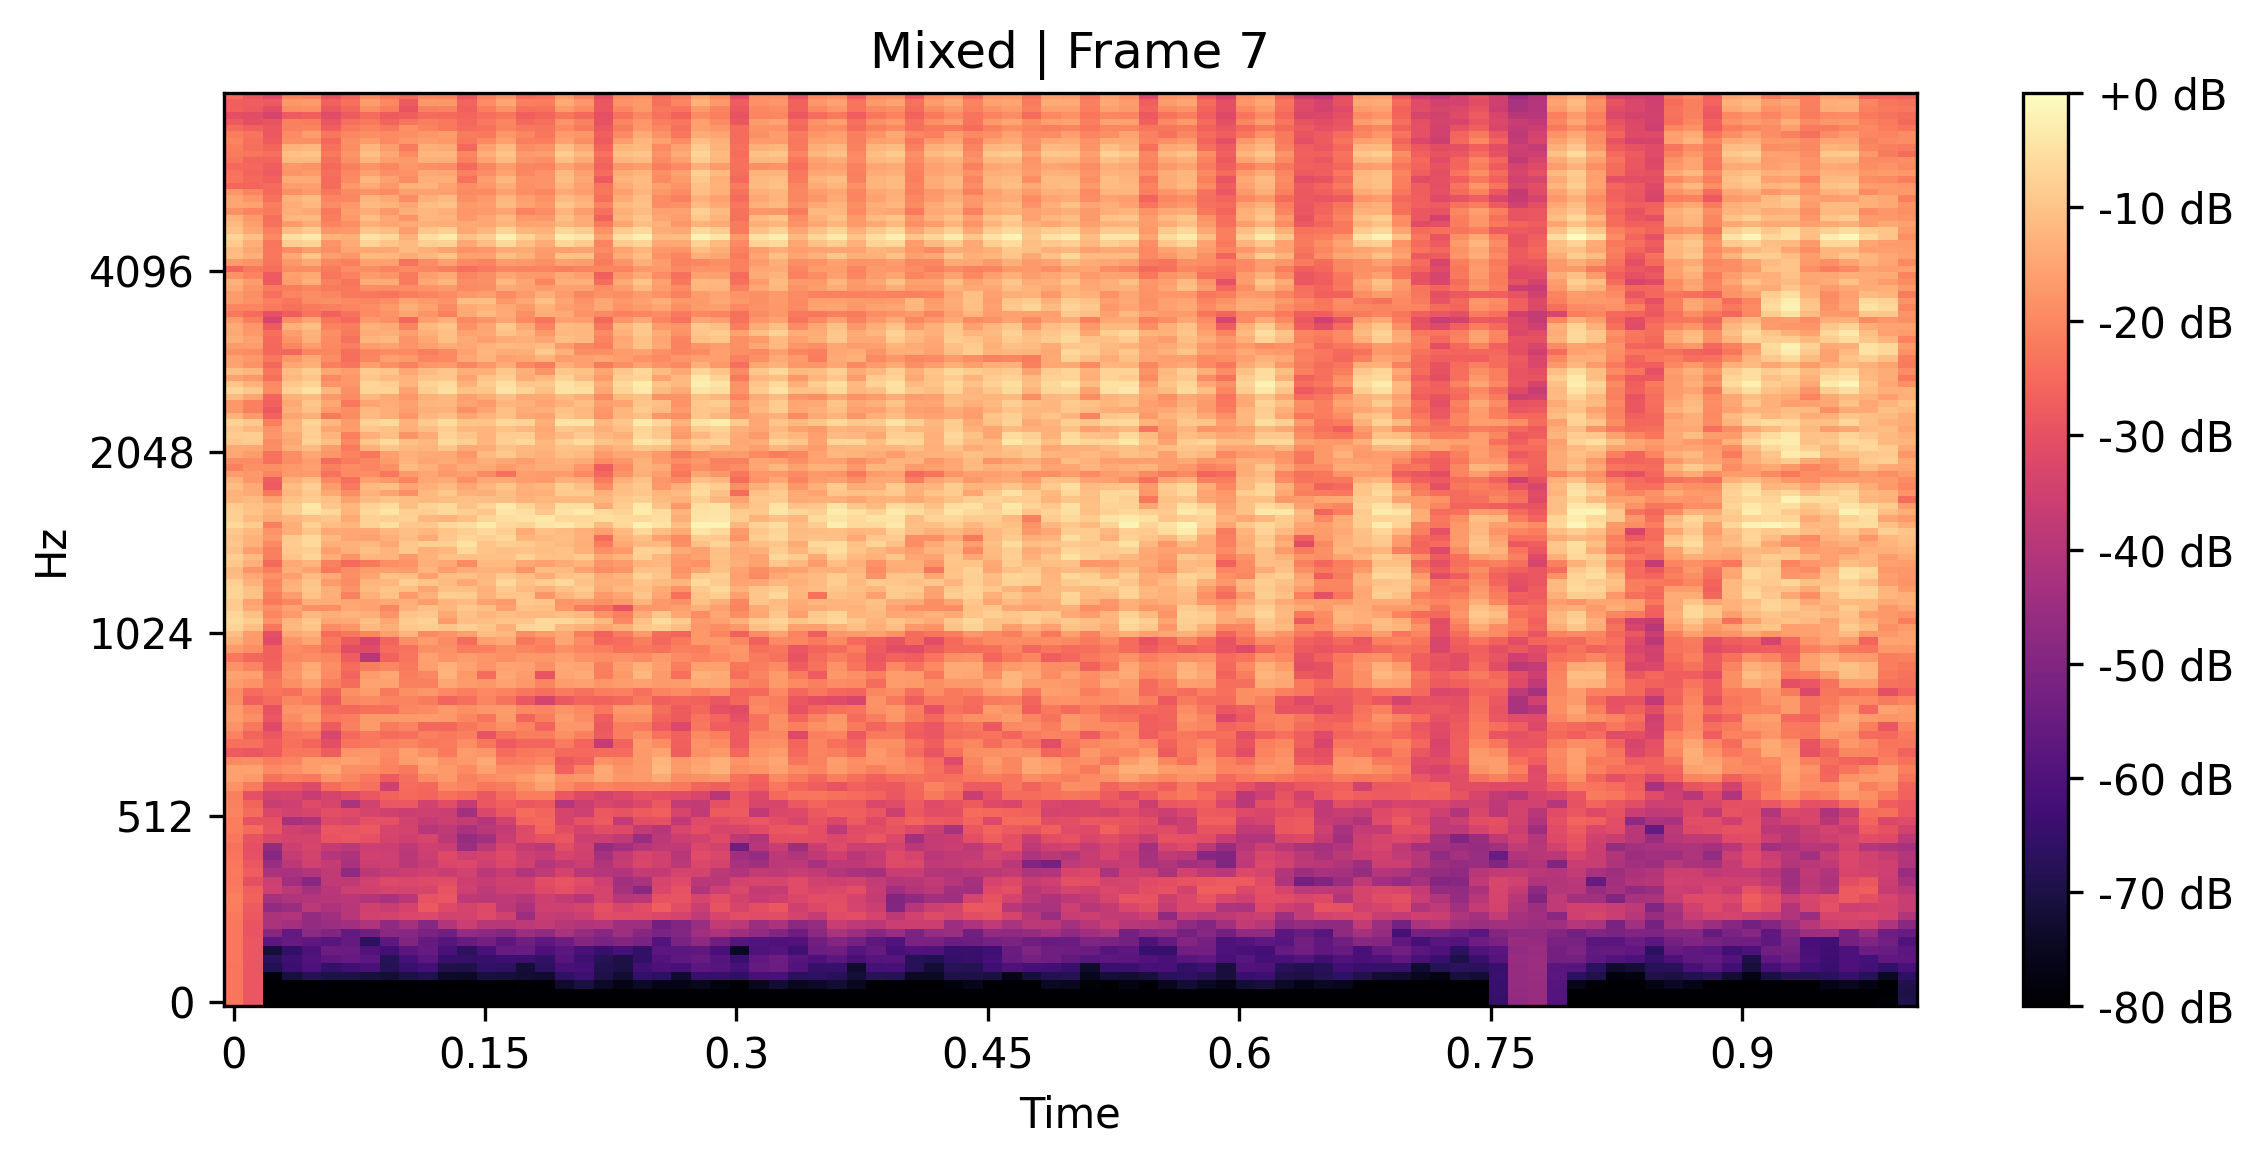 Mixed | Frame 7
Hz
4096
2048
1024
512
0
0 0.15 0.3 0.45 0.6 0.75 0.9
Time
+0 dB
-10 dB
-20 dB
-30 dB
-40 dB
-50 dB
-60 dB
-70 dB
-80 dB